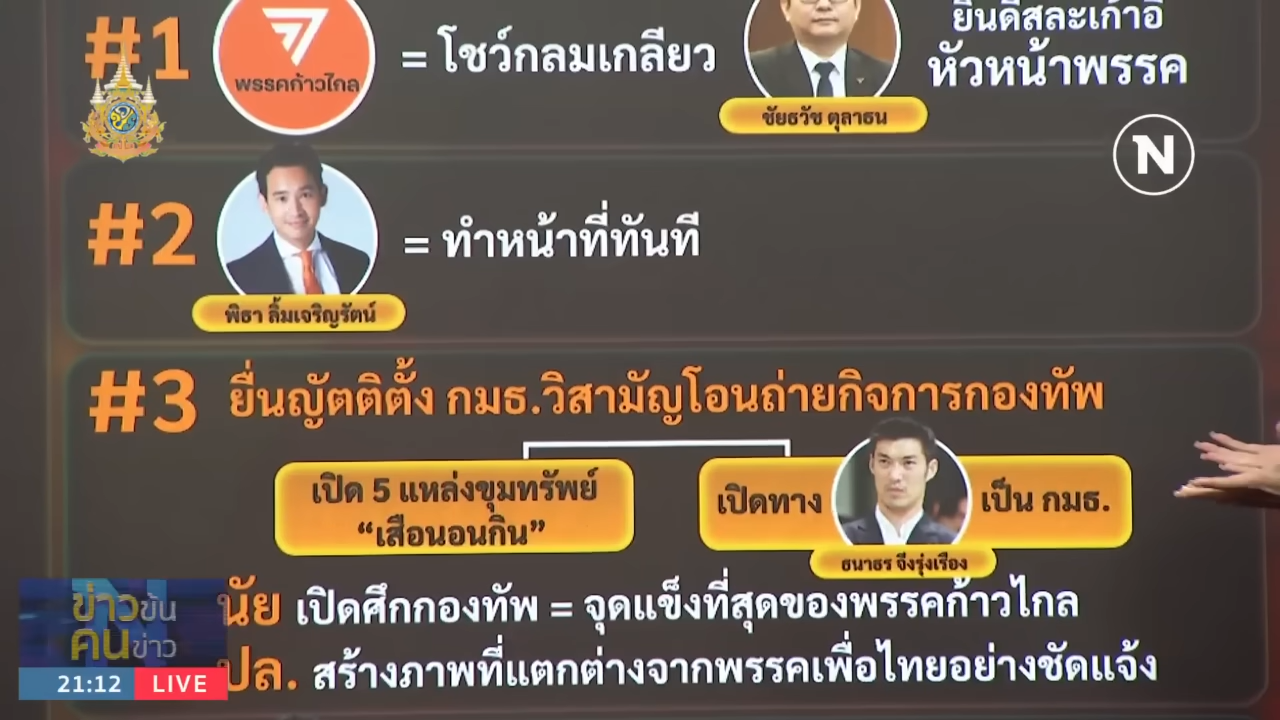 #1
พรรคก้าวไกล
= โชว์กลมเกลียว
ชัยธวัช ตุลาธน
ยินดีสละเก้าอี้
หัวหน้าพรรค
N
#2
พิธา ลิ้มเจริญรัตน์
= ทำหน้าที่ทันที
#3 ยื่นญัตติตั้ง กมธ.วิสามัญโอนถ่ายกิจการกองทัพ
เปิด 5 แหล่งขุมทรัพย์
“เสือนอนกิน”
เปิดทาง
เป็น กมธ.
ธนาธร จึงรุ่งเรือง
นัย เปิดศึกกองทัพ = จุดแข็งที่สุดของพรรคก้าวไกล
ปล. สร้างภาพที่แตกต่างจากพรรคเพื่อไทยอย่างชัดแจ้ง
ข่าวข้น
คนข่าว
21:12 LIVE